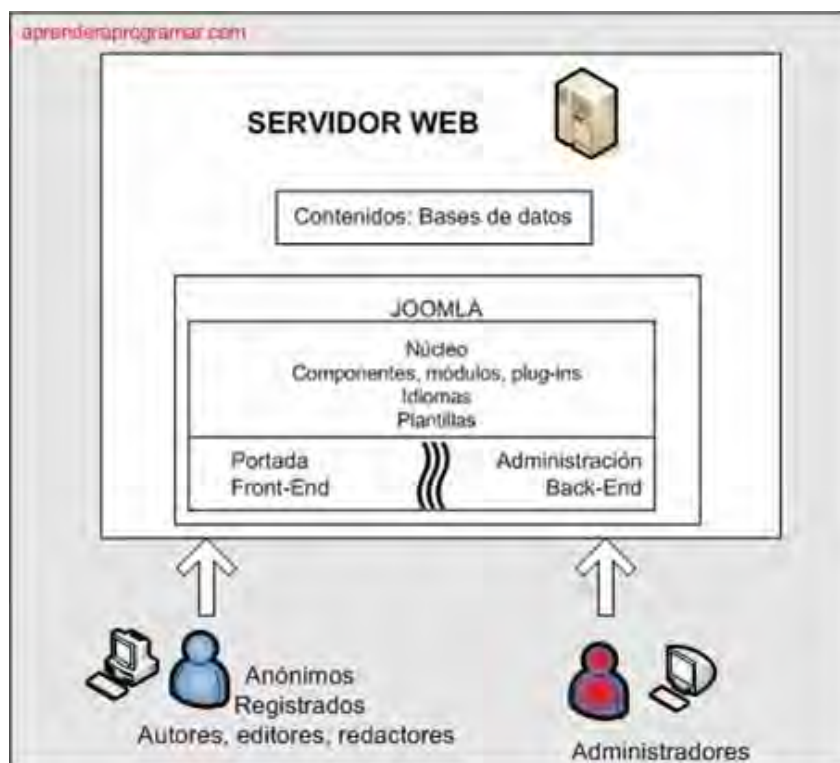 aprenderaprogramar.com
SERVIDOR WEB
Contenidos: Bases de datos
JOOMLA
Núcleo
Componentes, módulos, plug-ins
Idiomas
Plantillas
Portada
Front-End
Administración
Back-End
Anónimos
Registrados
Autores, editores, redactores
Administradores